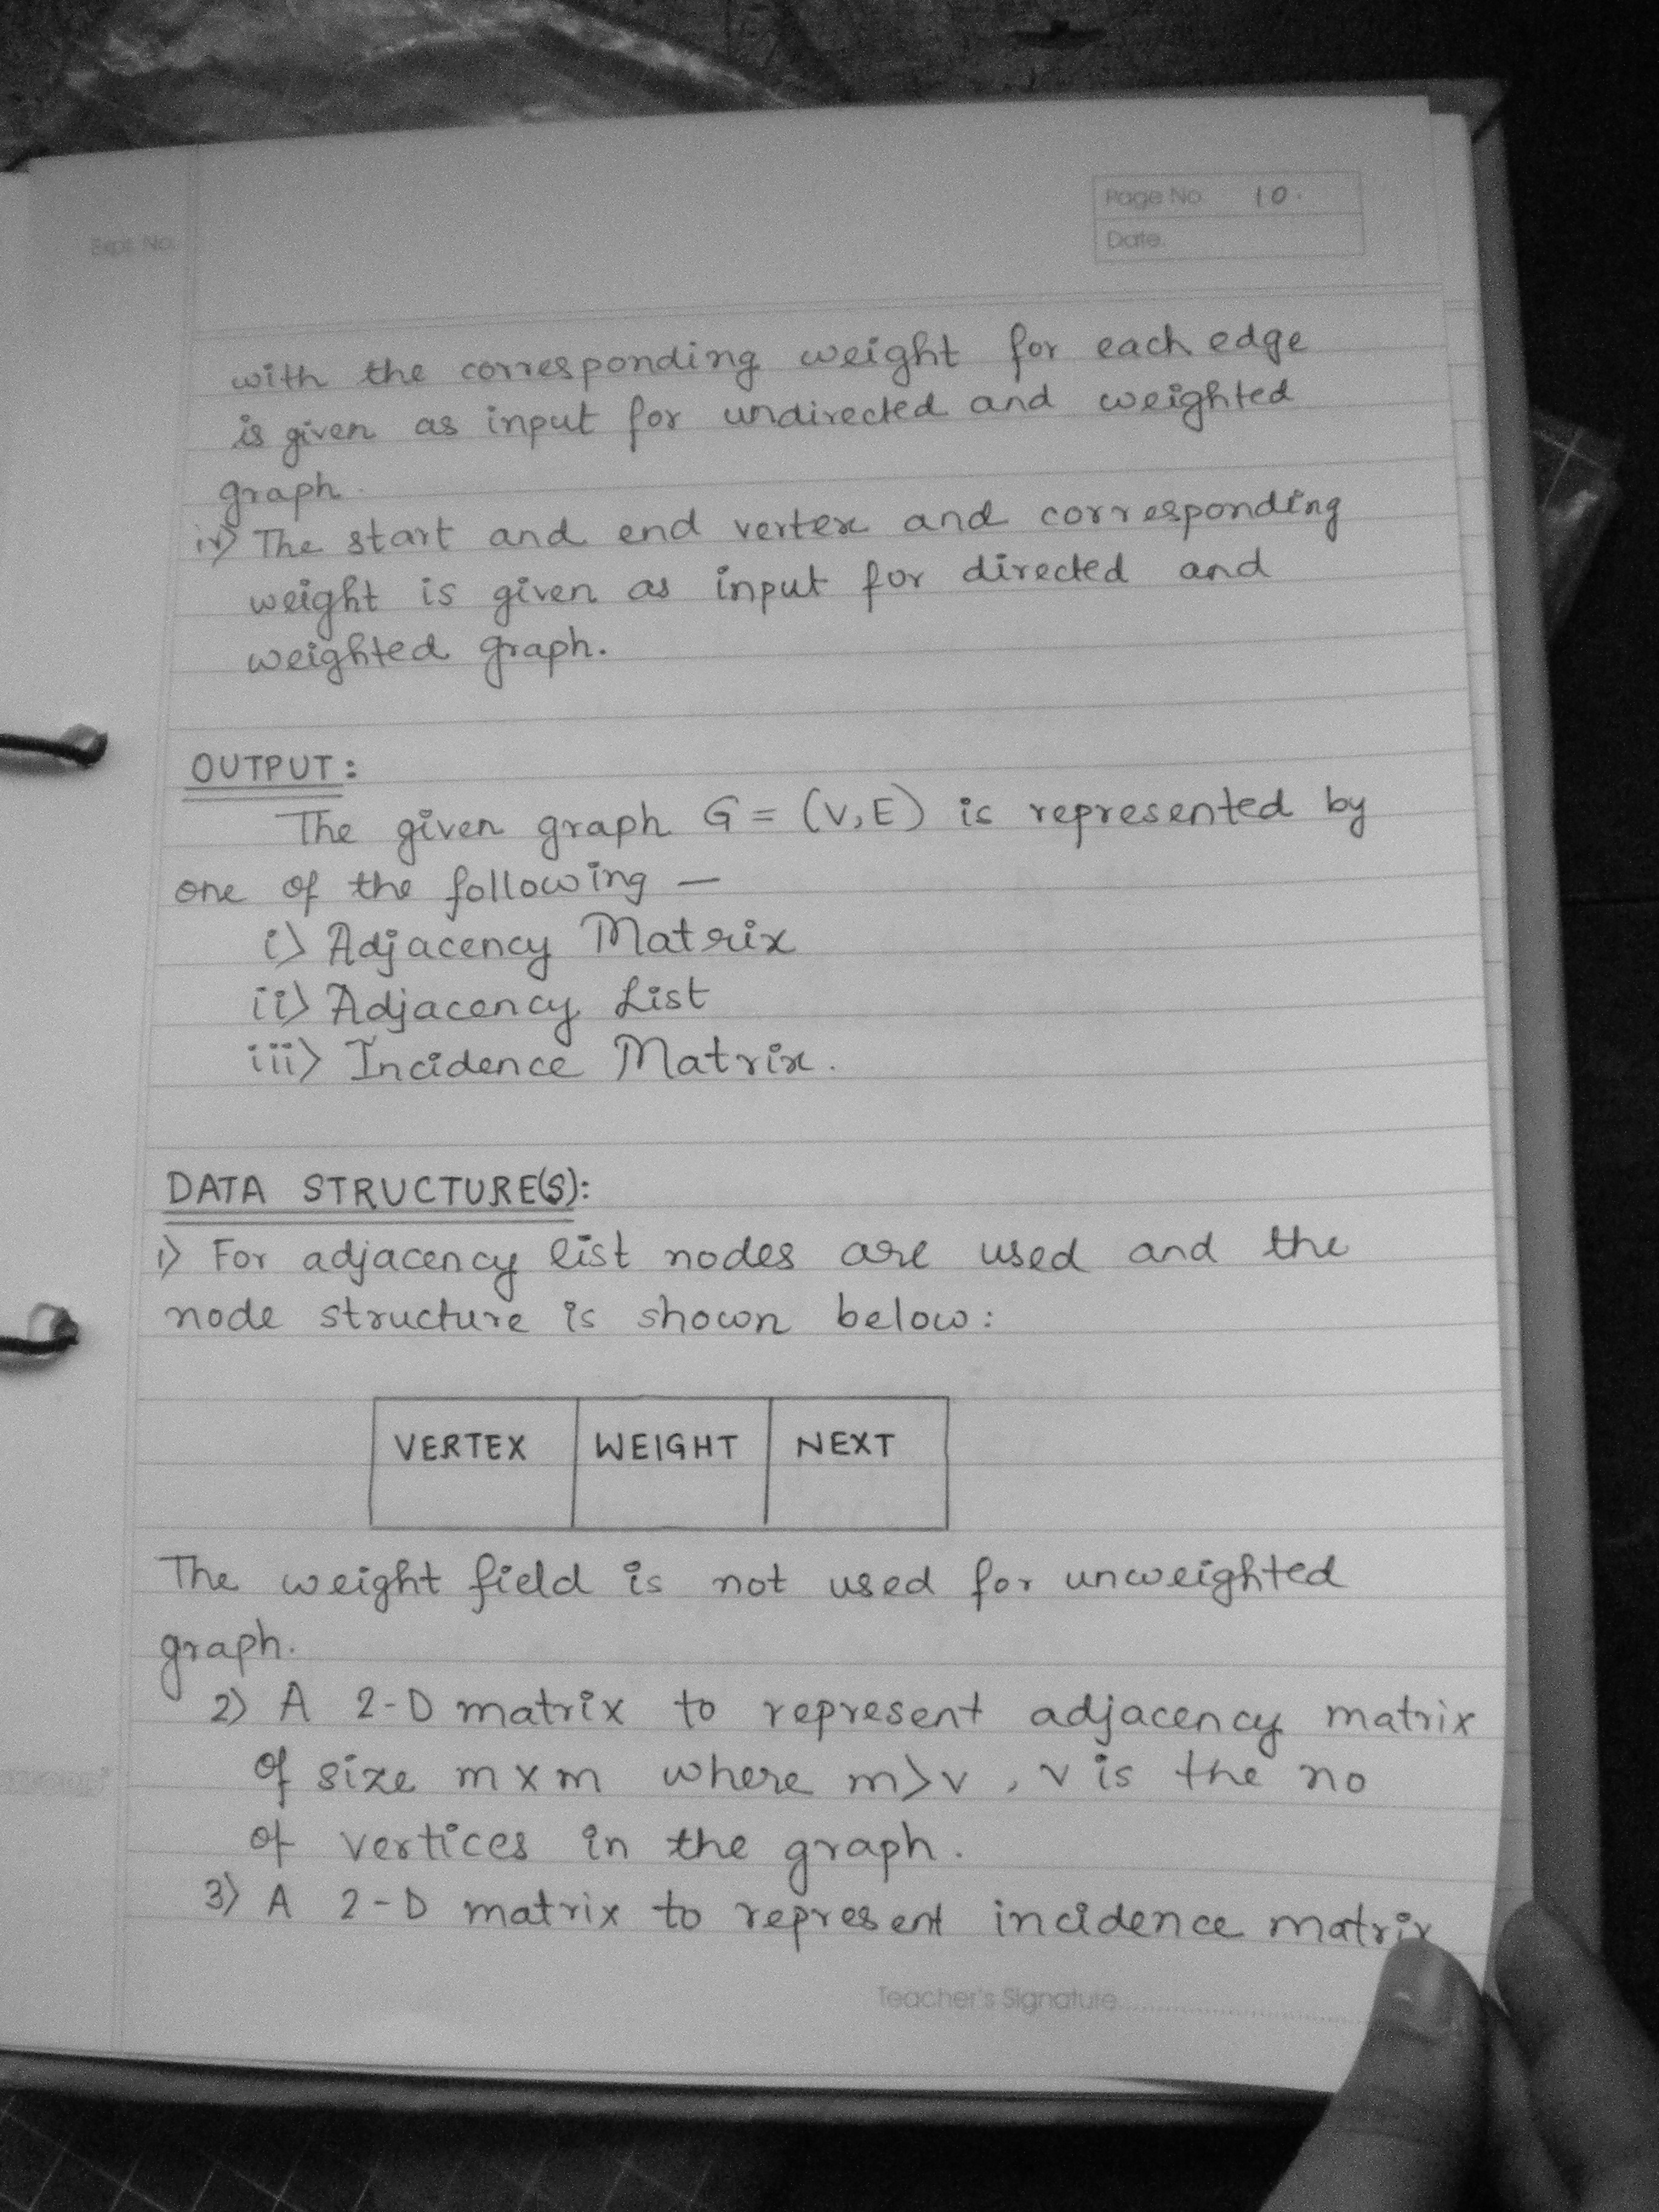 Expt. No.
Page No. 10.
Date.
with the corresponding weight for each edge
is given as input for undirected and weighted
graph.
iv) The start and end vertex and corresponding
weight is given as input for directed and
weighted graph.
OUTPUT:
The given graph G = (V,E) is represented by
one of the following —
i) Adjacency Matrix
ii) Adjacency List
iii) Incidence Matrix.
DATA STRUCTURE(S):
1) For adjacency list nodes are used and the
node structure is shown below:
VERTEX WEIGHT NEXT
The weight field is not used for unweighted
graph.
2) A 2-D matrix to represent adjacency matrix
of size m x m where m>v, v is the no
of vertices in the graph.
3) A 2-D matrix to represent incidence matrix
Teacher's Signature